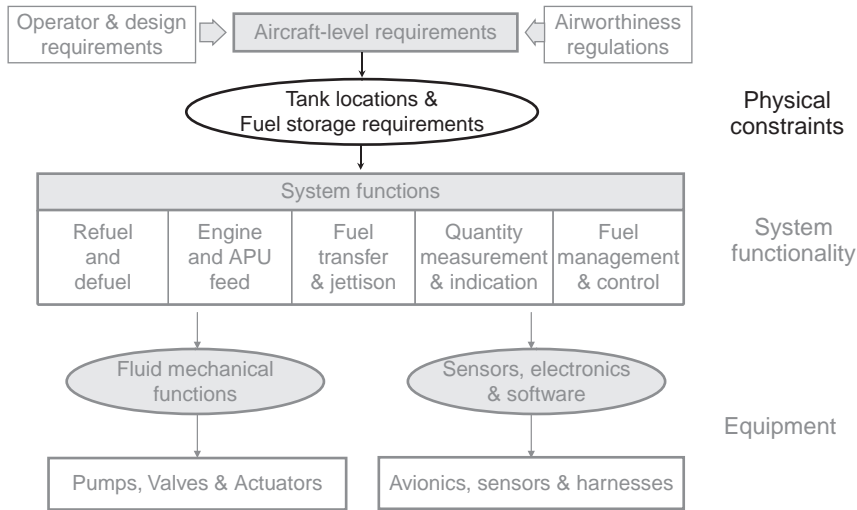 Operator & design
requirements
Aircraft-level requirements
Airworthiness
regulations
Tank locations &
Fuel storage requirements
Physical
constraints
System functions
Refuel
and
defuel
Engine
and APU
feed
Fuel
transfer
& jettison
Quantity
measurement
& indication
Fuel
management
& control
System
functionality
Fluid mechanical
functions
Sensors, electronics
& software
Equipment
Pumps, Valves & Actuators
Avionics, sensors & harnesses